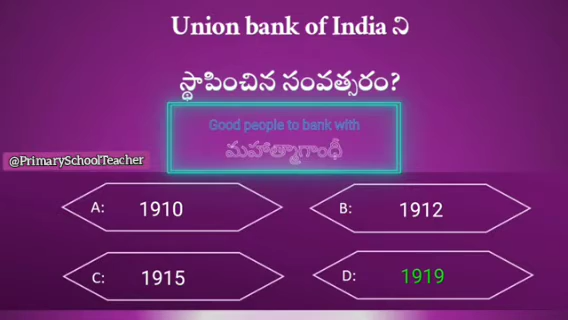 Union bank of India ని
స్థాపించిన సంవత్సరం?
Good people to bank with
మహాత్మాగాంధీ
@PrimarySchoolTeacher
A: 1910
B: 1912
C: 1915
D: 1919